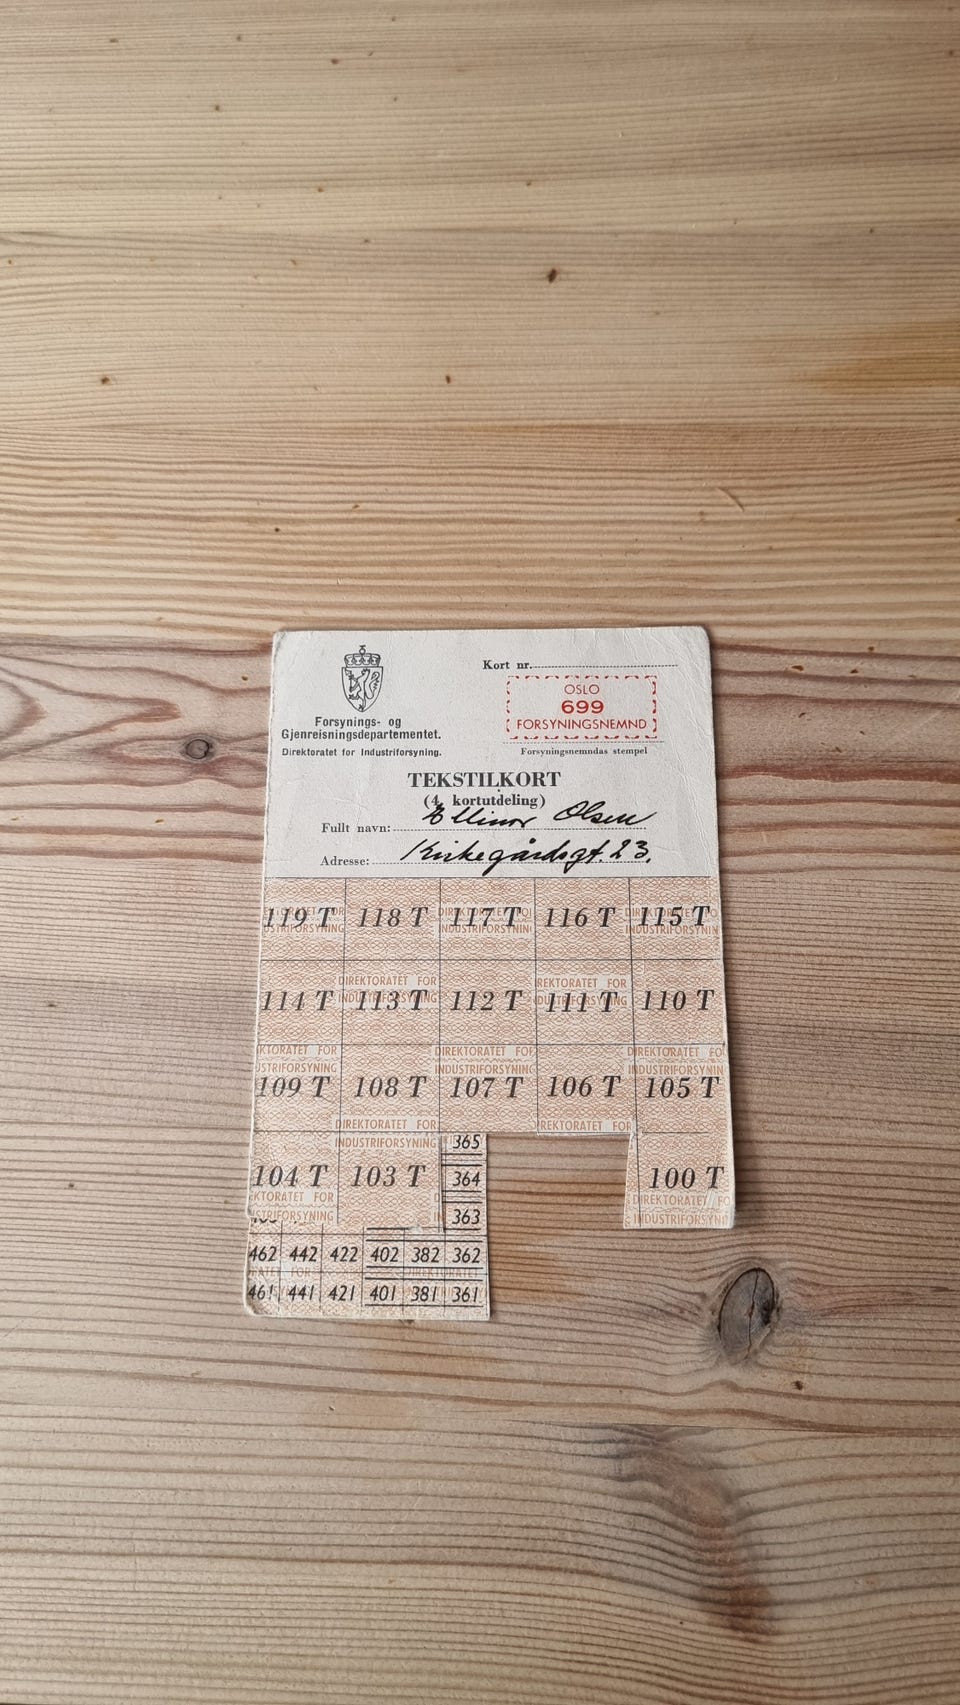 Kort nr.
OSLO
699
FORSYNINGSNEMND
Forsynings- og
Gjenreisningsdepartementet.
Direktoratet for Industriforsyning.
Forsyningsnemndas stempel
TEKSTILKORT
(4. kortutdeling)
Fullt navn: Ellinor Olsen
Adresse: Kirkegårdsgt. 23.
119 T 118 T 117 T 116 T 115 T
114 T 113 T 112 T 111 T 110 T
109 T 108 T 107 T 106 T 105 T
104 T 103 T 100 T
365
364
363
462 442 422 402 382 362
461 441 421 401 381 361
DIREKTORATET FOR
INDUSTRIFORSYNING